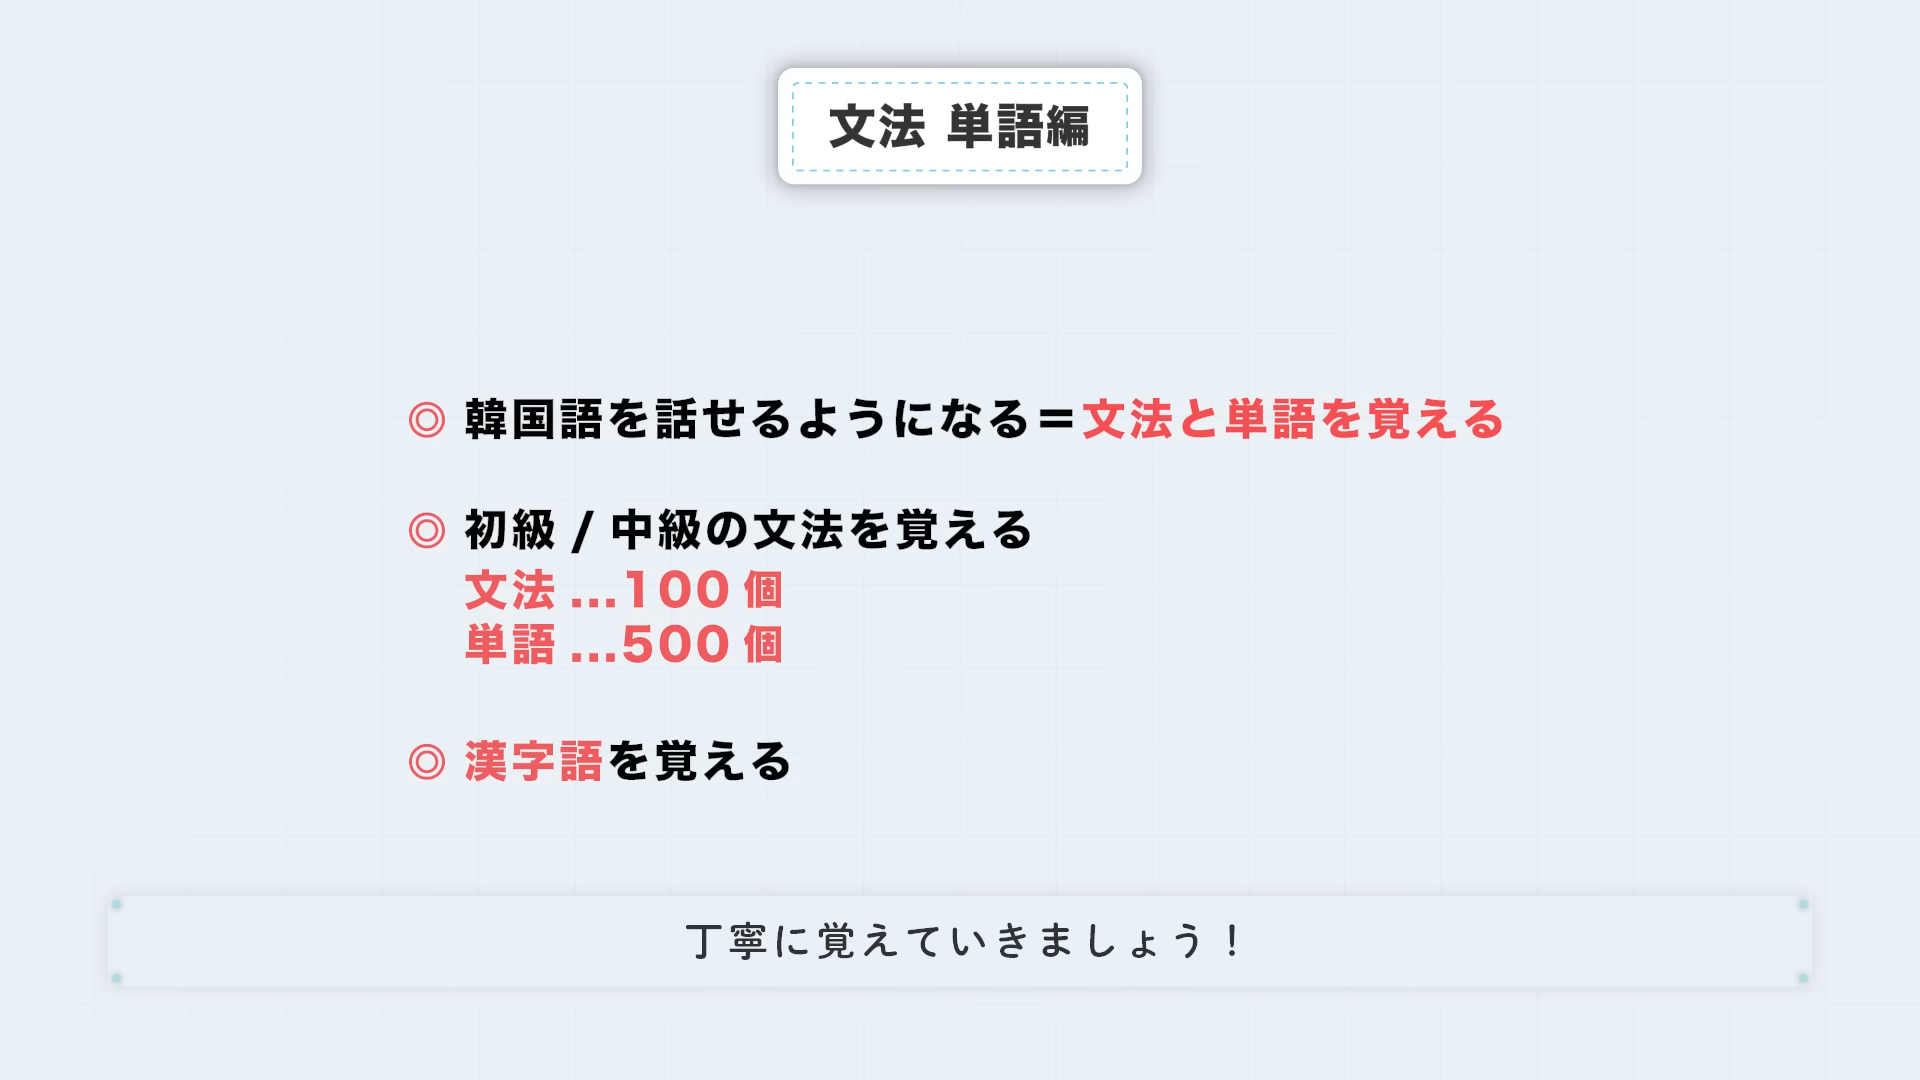 文法 単語編
◎ 韓国語を話せるようになる＝文法と単語を覚える
◎ 初級 / 中級の文法を覚える
文法 ...100 個
単語 ...500 個
◎ 漢字語を覚える
丁寧に覚えていきましょう！